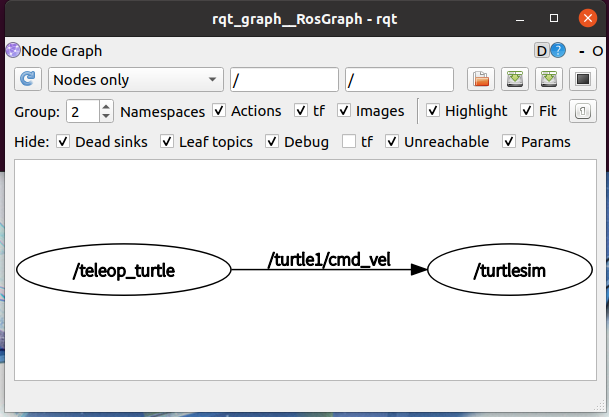 rqt_graph__RosGraph - rqt
Node Graph D ? - O
Nodes only / /
Group: 2 Namespaces Actions tf Images Highlight Fit
Hide: Dead sinks Leaf topics Debug tf Unreachable Params
/teleop_turtle /turtle1/cmd_vel /turtlesim